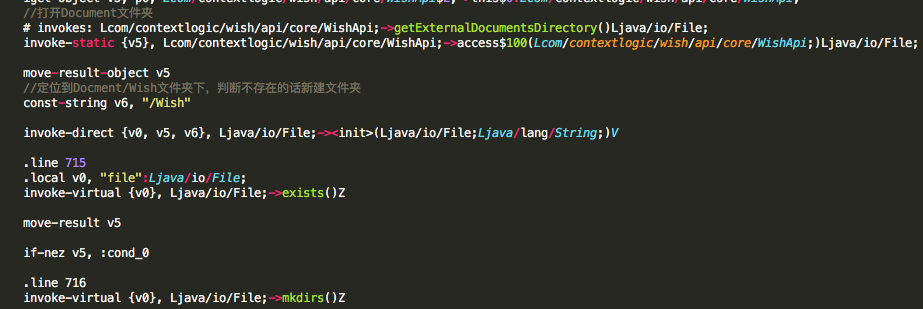 //打开Document文件夹
# invokes: Lcom/contextlogic/wish/api/core/WishApi;->getExternalDocumentsDirectory()Ljava/io/File;
invoke-static {v5}, Lcom/contextlogic/wish/api/core/WishApi;->access$100(Lcom/contextlogic/wish/api/core/WishApi;)Ljava/io/File;
move-result-object v5
//定位到Docment/Wish文件夹下，判断不存在的话新建文件夹
const-string v6, "/Wish"
invoke-direct {v0, v5, v6}, Ljava/io/File;-><init>(Ljava/io/File;Ljava/lang/String;)V
.line 715
.local v0, "file":Ljava/io/File;
invoke-virtual {v0}, Ljava/io/File;->exists()Z
move-result v5
if-nez v5, :cond_0
.line 716
invoke-virtual {v0}, Ljava/io/File;->mkdirs()Z